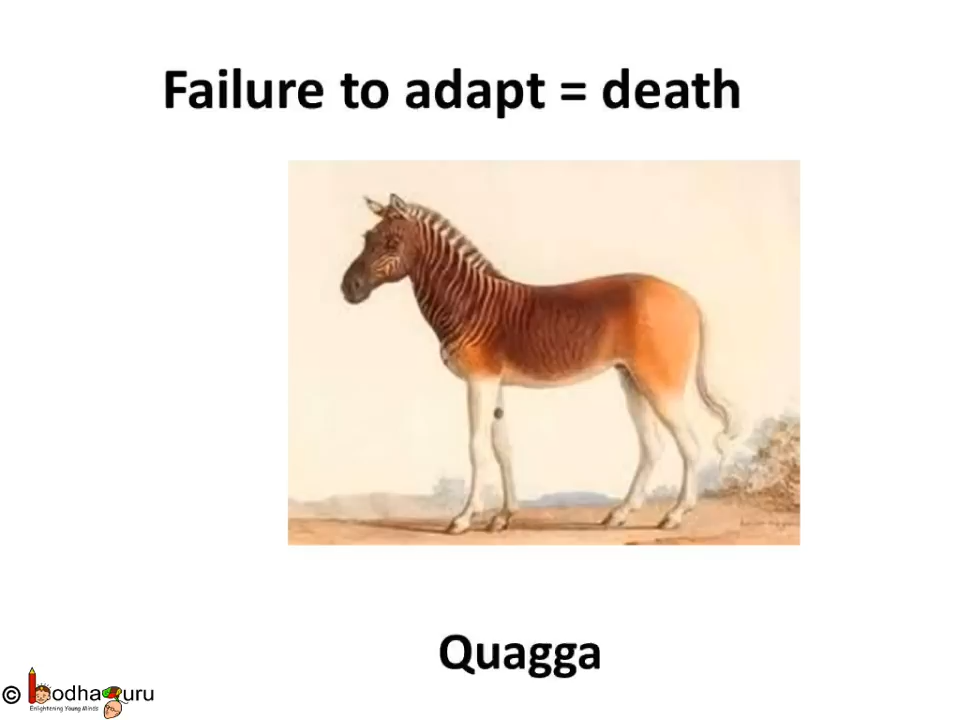 Failure to adapt = death
Quagga
© bodhaguru
Enlightening Young Minds